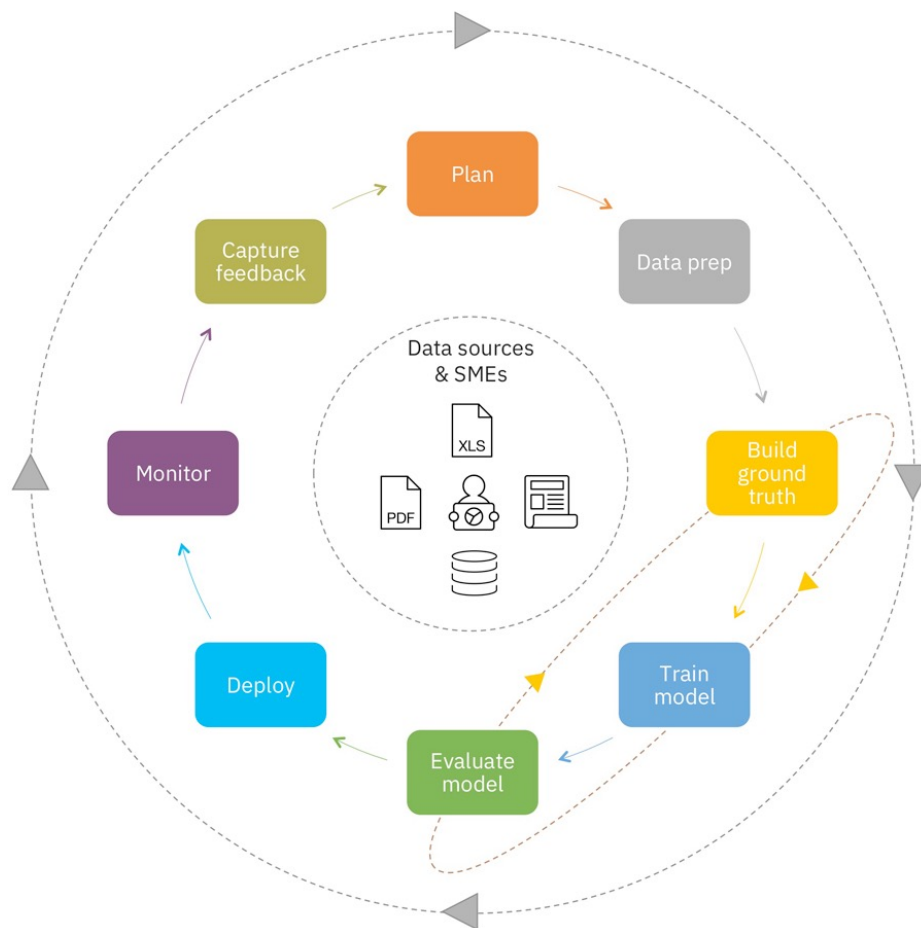 Plan
Data prep
Build
ground
truth
Train
model
Evaluate
model
Deploy
Monitor
Capture
feedback
Data sources
& SMEs
XLS
PDF